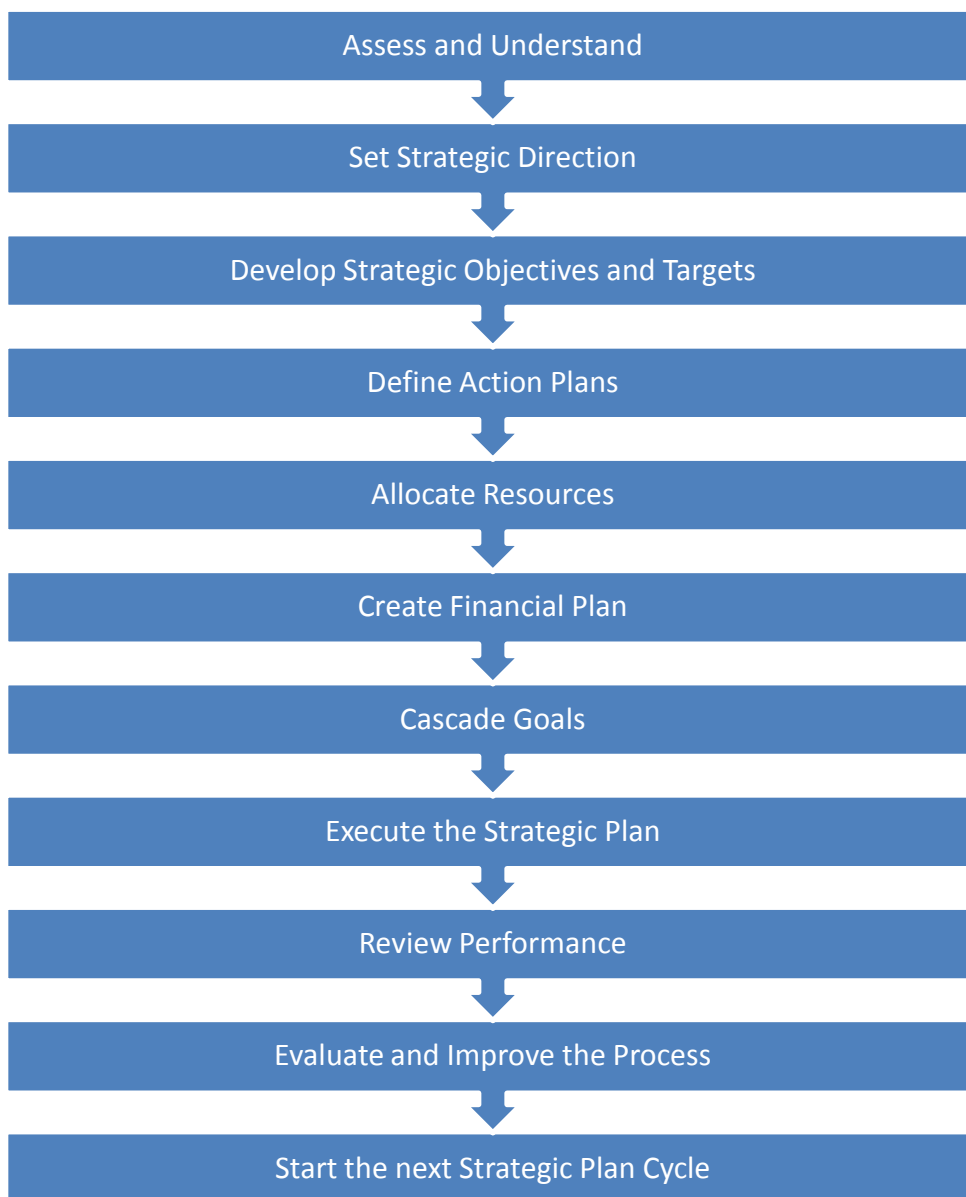 Assess and Understand
Set Strategic Direction
Develop Strategic Objectives and Targets
Define Action Plans
Allocate Resources
Create Financial Plan
Cascade Goals
Execute the Strategic Plan
Review Performance
Evaluate and Improve the Process
Start the next Strategic Plan Cycle